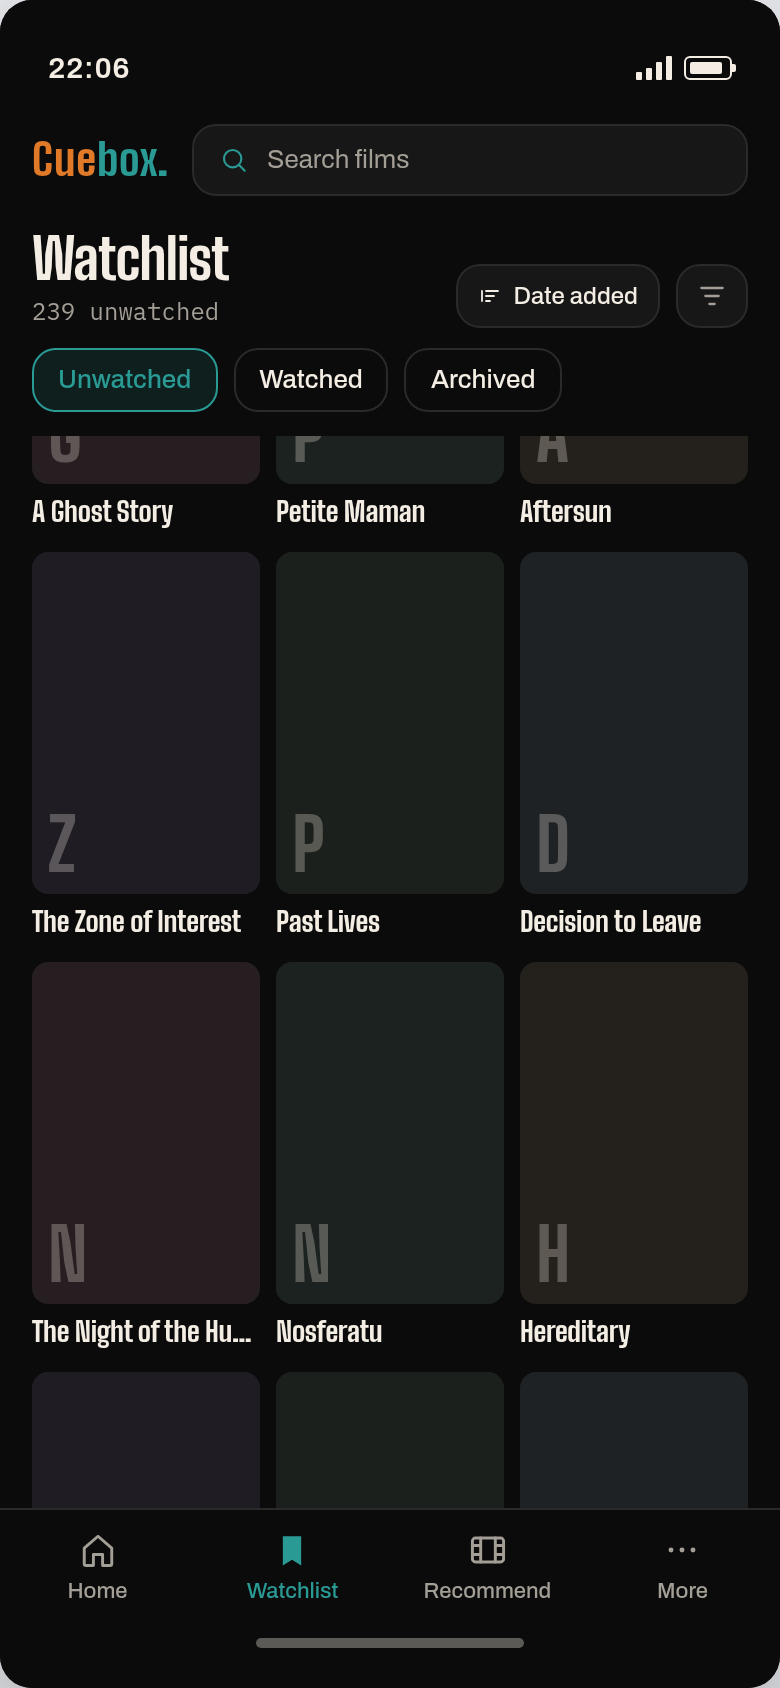 22:06
Cuebox.
Search films
Watchlist
239 unwatched
Date added
Unwatched
Watched
Archived
G
P
A
A Ghost Story
Petite Maman
Aftersun
Z
P
D
The Zone of Interest
Past Lives
Decision to Leave
N
N
H
The Night of the Hu...
Nosferatu
Hereditary
Home
Watchlist
Recommend
More